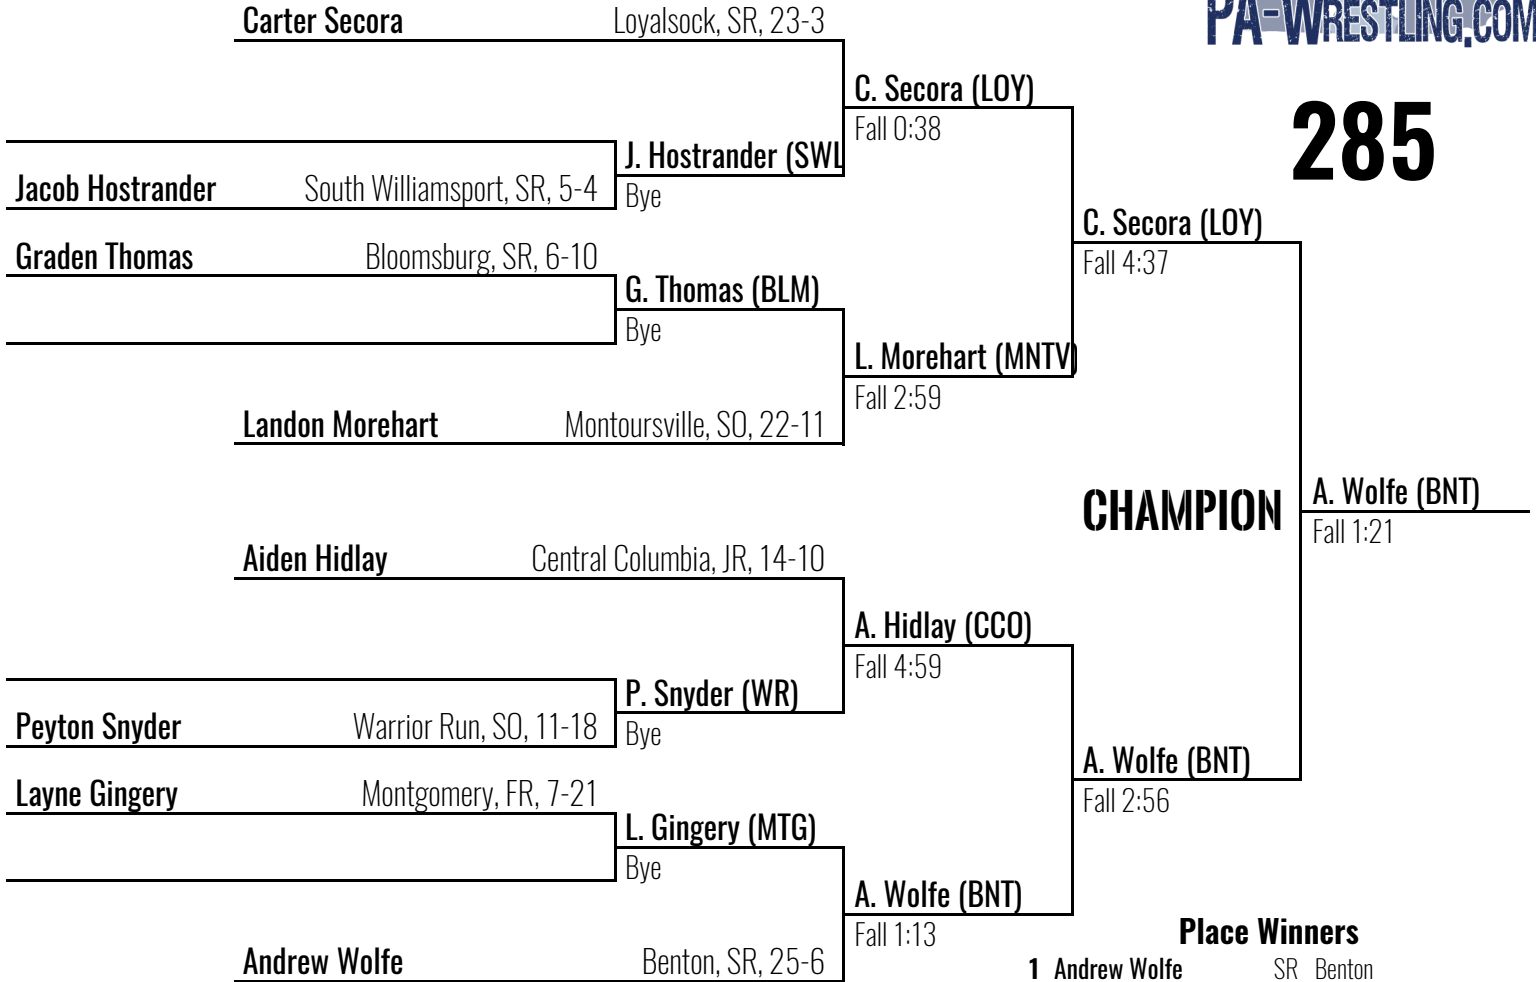 Carter Secora Loyalsock, SR, 23-3
PA-WRESTLING.COM
C. Secora (LOY)
Fall 0:38
285
J. Hostrander (SWL
Jacob Hostrander South Williamsport, SR, 5-4
Bye
C. Secora (LOY)
Fall 4:37
Graden Thomas Bloomsburg, SR, 6-10
G. Thomas (BLM)
Bye
L. Morehart (MNTV)
Fall 2:59
Landon Morehart Montoursville, SO, 22-11
CHAMPION
A. Wolfe (BNT)
Fall 1:21
Aiden Hidlay Central Columbia, JR, 14-10
A. Hidlay (CCO)
Fall 4:59
P. Snyder (WR)
Peyton Snyder Warrior Run, SO, 11-18
Bye
A. Wolfe (BNT)
Fall 2:56
Layne Gingery Montgomery, FR, 7-21
L. Gingery (MTG)
Bye
A. Wolfe (BNT)
Fall 1:13
Andrew Wolfe Benton, SR, 25-6
Place Winners
1 Andrew Wolfe SR Benton